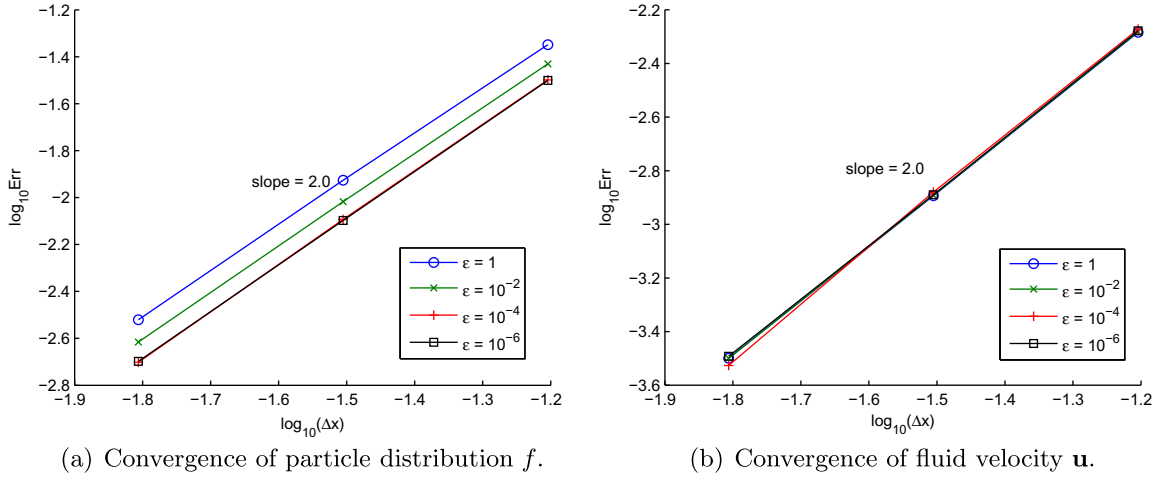 −1.2
−1.4
−1.6
−1.8
−2
−2.2
−2.4
−2.6
−2.8
log₁₀Err
slope = 2.0
ε = 1
ε = 10⁻²
ε = 10⁻⁴
ε = 10⁻⁶
−1.9 −1.8 −1.7 −1.6 −1.5 −1.4 −1.3 −1.2
log₁₀(Δx)
(a) Convergence of particle distribution f.
−2.2
−2.4
−2.6
−2.8
−3
−3.2
−3.4
−3.6
log₁₀Err
slope = 2.0
ε = 1
ε = 10⁻²
ε = 10⁻⁴
ε = 10⁻⁶
−1.9 −1.8 −1.7 −1.6 −1.5 −1.4 −1.3 −1.2
log₁₀(Δx)
(b) Convergence of fluid velocity u.